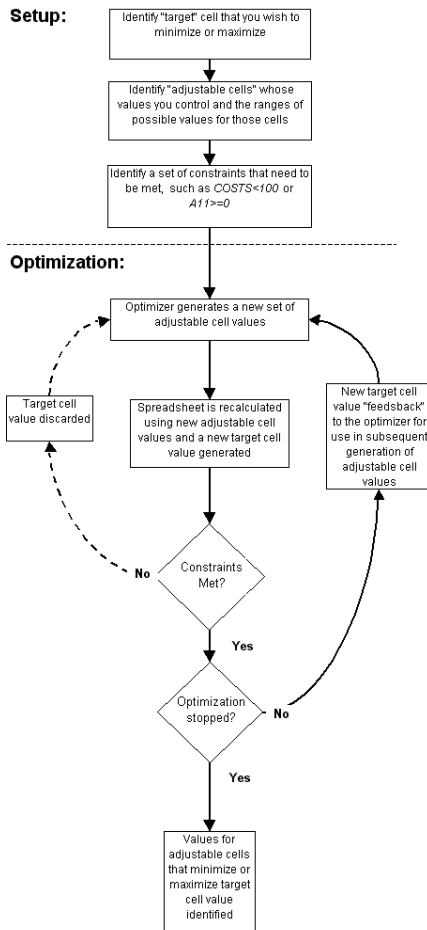 Setup:
Identify "target" cell that you wish to
minimize or maximize
Identify "adjustable cells" whose
values you control and the ranges of
possible values for those cells
Identify a set of constraints that need to
be met, such as COSTS<100 or
A11>=0
Optimization:
Optimizer generates a new set of
adjustable cell values
Target cell
value discarded
Spreadsheet is recalculated
using new adjustable cell
values and a new target cell
value generated
New target cell
value "feedsback"
to the optimizer for
use in subsequent
generation of
adjustable cell
values
No
Constraints
Met?
Yes
Optimization
stopped?
No
Yes
Values for
adjustable cells
that minimize or
maximize target
cell value
identified